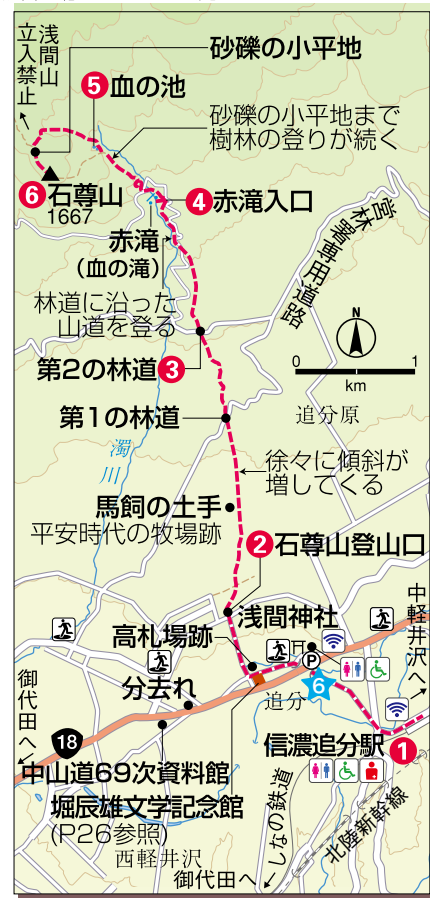 浅間山
立入禁止
砂礫の小平地
5 血の池
砂礫の小平地まで
樹林の登りが続く
6 石尊山
1667
4 赤滝入口
赤滝
(血の滝)
営林署専用道路
林道に沿った
山道を登る
N
0 1
km
第2の林道 3
第1の林道
追分原
濁川
徐々に傾斜が
増してくる
馬飼の土手
平安時代の牧場跡
2 石尊山登山口
浅間神社
中軽井沢へ
高札場跡
P
6
分去れ
追分
御代田へ
18
信濃追分駅 1
中山道69次資料館
堀辰雄文学記念館
(P26参照)
西軽井沢
しなの鉄道
北陸新幹線
御代田へ